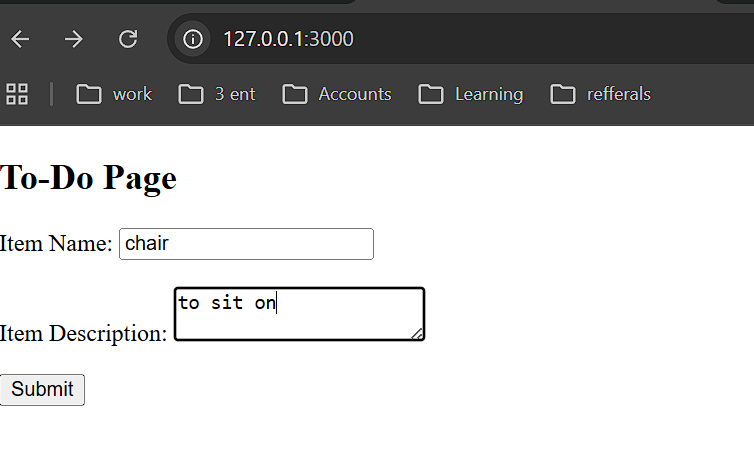 127.0.0.1:3000
work 3 ent Accounts Learning refferals
To-Do Page
Item Name: chair
to sit on
Item Description:
Submit